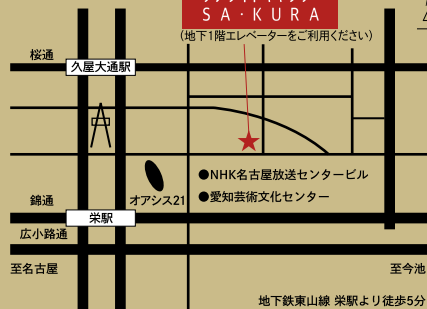 SA・KURA
(地下1階エレベーターをご利用ください)
桜通
久屋大通駅
●NHK名古屋放送センタービル
オアシス21
●愛知芸術文化センター
錦通
栄駅
広小路通
至名古屋
至今池
地下鉄東山線 栄駅より徒歩5分